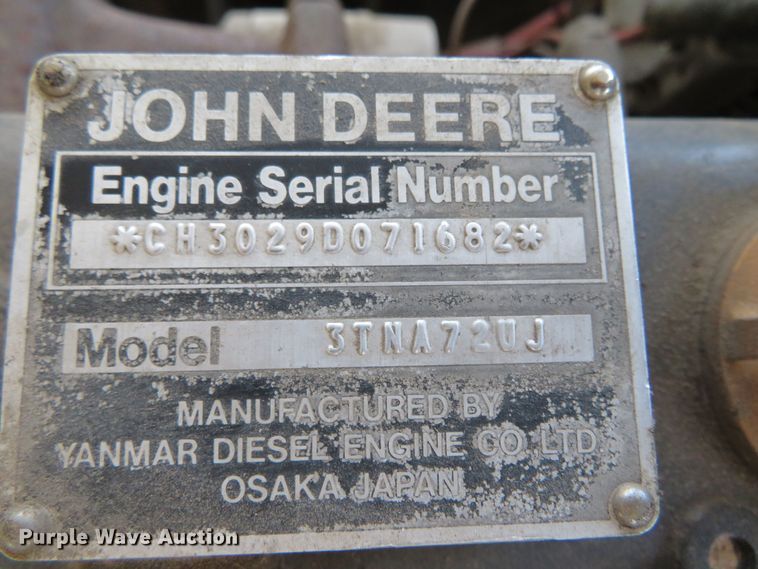 JOHN DEERE
Engine Serial Number
*CH3029D071682*
Model 3TNA72UJ
MANUFACTURED BY
YANMAR DIESEL ENGINE CO. LTD.
OSAKA JAPAN
Purple Wave Auction